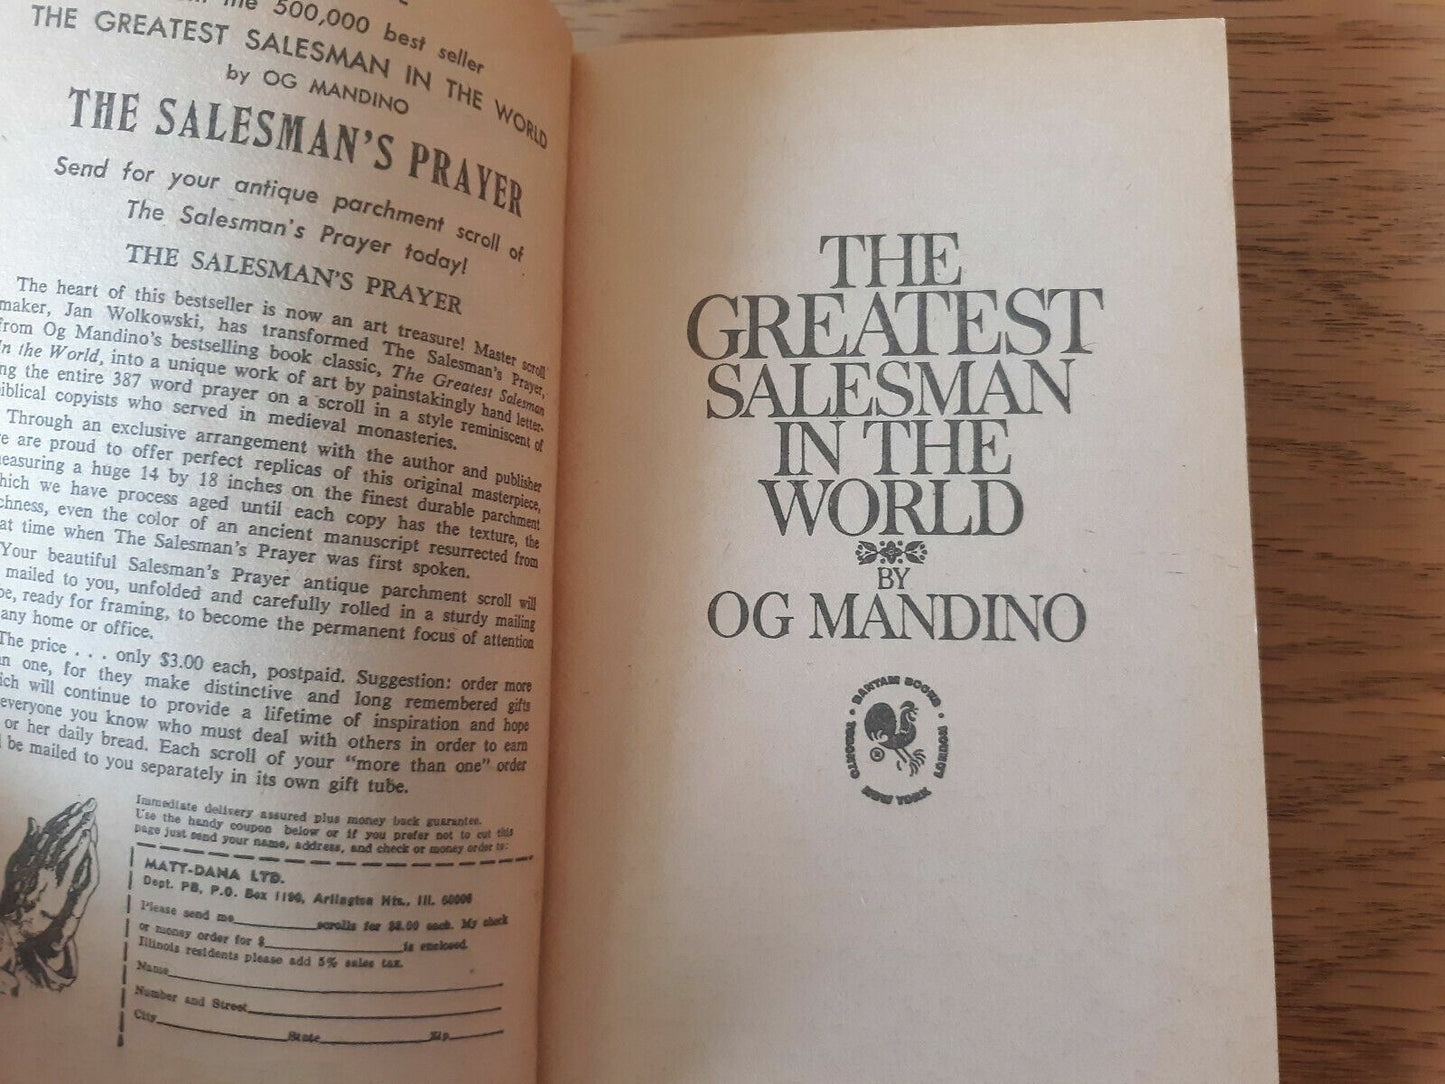 the 500,000 best seller
THE GREATEST SALESMAN IN THE WORLD
by OG MANDINO
THE SALESMAN'S PRAYER
Send for your antique parchment scroll of
The Salesman's Prayer today!
THE SALESMAN'S PRAYER
The heart of this bestseller is now an art treasure! Master scroll
maker, Jan Wolkowski, has transformed The Salesman's Prayer,
from Og Mandino's bestselling book classic, The Greatest Salesman
In the World, into a unique work of art by painstakingly hand letter-
ng the entire 387 word prayer on a scroll in a style reminiscent of
iblical copyists who served in medieval monasteries.
Through an exclusive arrangement with the author and publisher
e are proud to offer perfect replicas of this original masterpiece,
easuring a huge 14 by 18 inches on the finest durable parchment
hich we have process aged until each copy has the texture, the
chness, even the color of an ancient manuscript resurrected from
at time when The Salesman's Prayer was first spoken.
Your beautiful Salesman's Prayer antique parchment scroll will
mailed to you, unfolded and carefully rolled in a sturdy mailing
be, ready for framing, to become the permanent focus of attention
any home or office.
The price . . . only $3.00 each, postpaid. Suggestion: order more
an one, for they make distinctive and long remembered gifts
ich will continue to provide a lifetime of inspiration and hope
everyone you know who must deal with others in order to earn
or her daily bread. Each scroll of your "more than one" order
l be mailed to you separately in its own gift tube.
Immediate delivery assured plus money back guarantee.
Use the handy coupon below or if you prefer not to cut this
page just send your name, address, and check or money order to:
MATT-DANA LTD.
Dept. PB, P.O. Box 1190, Arlington Hts., Ill. 60006
Please send me scrolls for $3.00 each. My check
or money order for $ is enclosed.
Illinois residents please add 5% sales tax.
Name
Number and Street
City State Zip
THE
GREATEST
SALESMAN
IN THE
WORLD
BY
OG MANDINO
BANTAM BOOKS
TORONTO • NEW YORK • LONDON
®